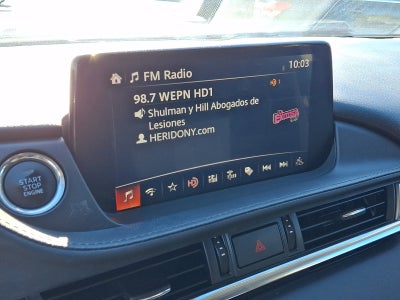 FM Radio
10:03
98.7 WEPN HD1
Shulman y Hill Abogados de
Lesiones
HERIDONY.com
START
STOP
ENGINE